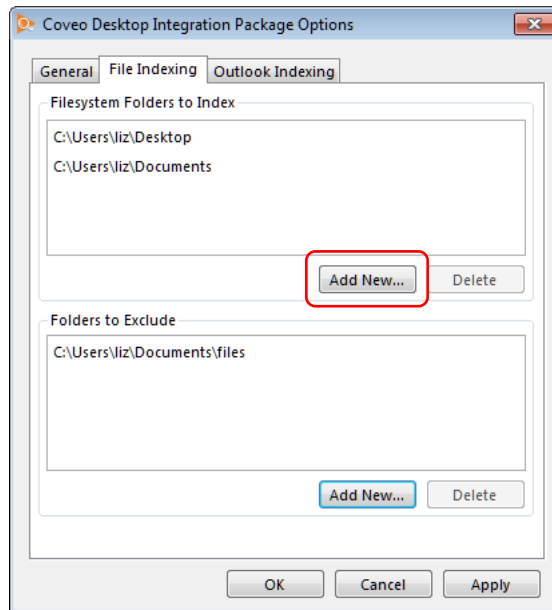 Coveo Desktop Integration Package Options
General File Indexing Outlook Indexing
Filesystem Folders to Index
C:\Users\liz\Desktop
C:\Users\liz\Documents
Add New... Delete
Folders to Exclude
C:\Users\liz\Documents\files
Add New... Delete
OK Cancel Apply